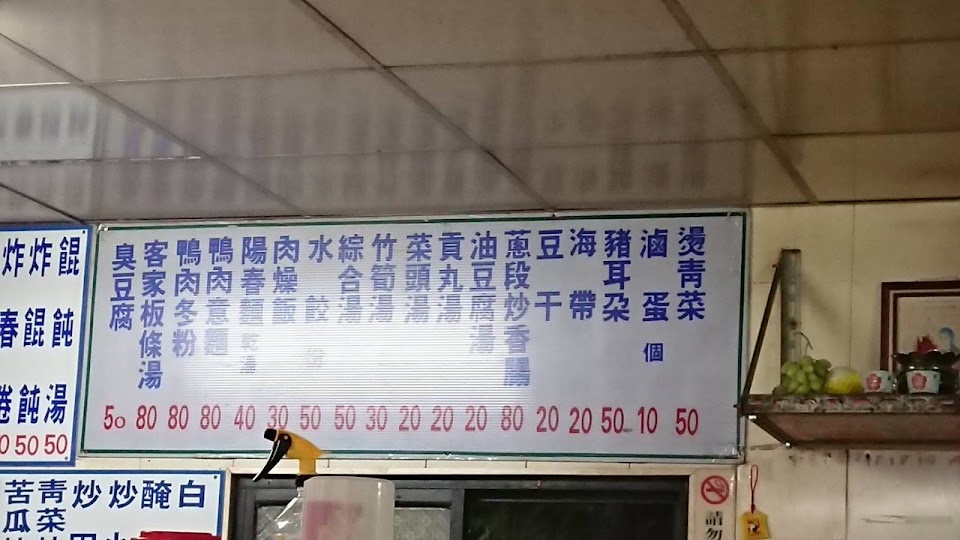 燙青菜 50
滷蛋 個 10
豬耳朵 50
海帶 20
豆干 20
蔥段炒香腸 80
油豆腐湯 20
貢丸湯 20
菜頭湯 20
竹筍湯 30
綜合湯 50
水餃 50
肉燥飯 30
陽春麵 乾湯 40
鴨肉意麵 80
鴨肉冬粉 80
客家板條湯 80
臭豆腐 50
餛飩湯 50
炸餛飩 50
炸春捲
白
醃
炒
炒
青菜
苦瓜
請勿